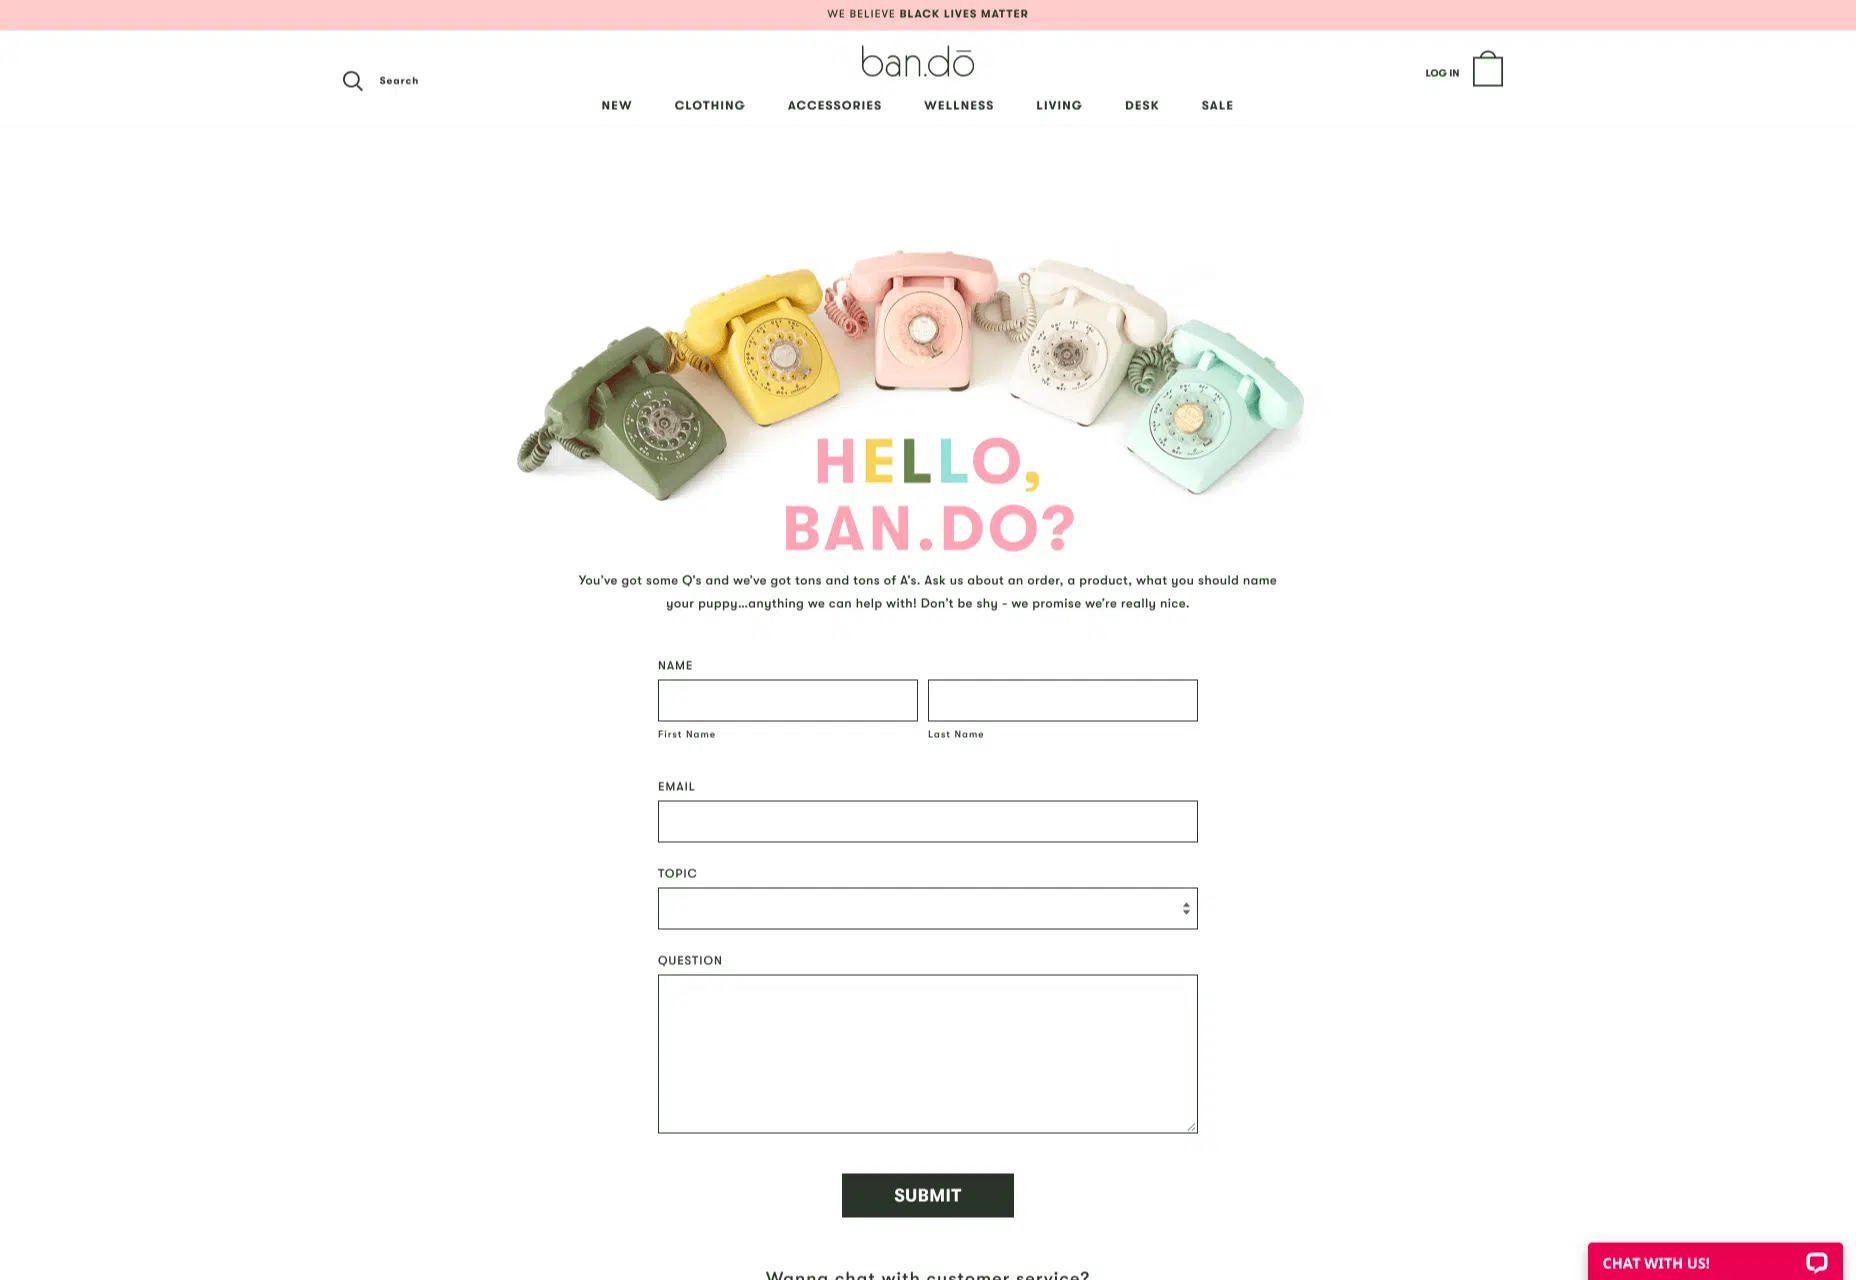 WE BELIEVE BLACK LIVES MATTER
Search
ban.dō
LOG IN
NEW CLOTHING ACCESSORIES WELLNESS LIVING DESK SALE
HELLO,
BAN.DO?
You've got some Q's and we've got tons and tons of A's. Ask us about an order, a product, what you should name
your puppy...anything we can help with! Don't be shy - we promise we're really nice.
NAME
First Name Last Name
EMAIL
TOPIC
QUESTION
SUBMIT
Wanna chat with customer service?
CHAT WITH US!